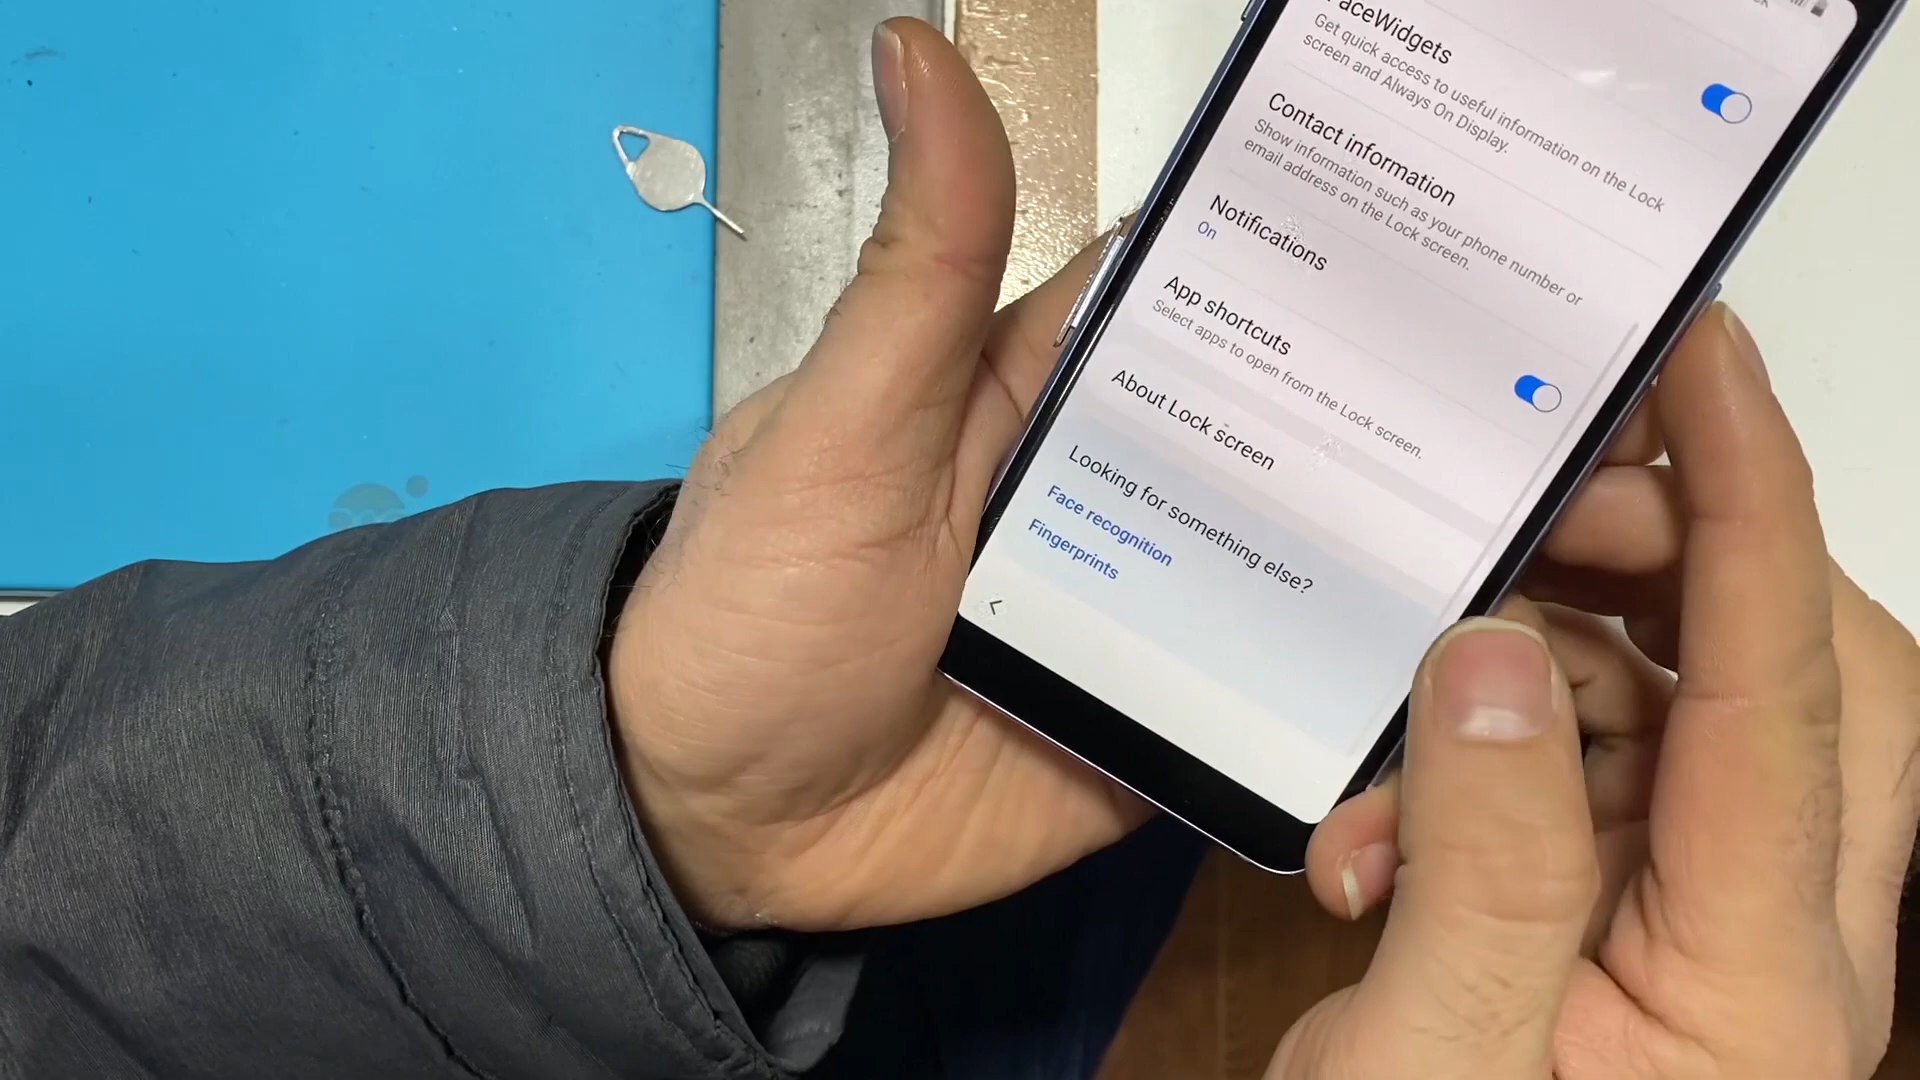 FaceWidgets
Get quick access to useful information on the Lock
screen and Always On Display.
Contact information
Show information such as your phone number or
email address on the Lock screen.
Notifications
On
App shortcuts
Select apps to open from the Lock screen.
About Lock screen
Looking for something else?
Face recognition
Fingerprints